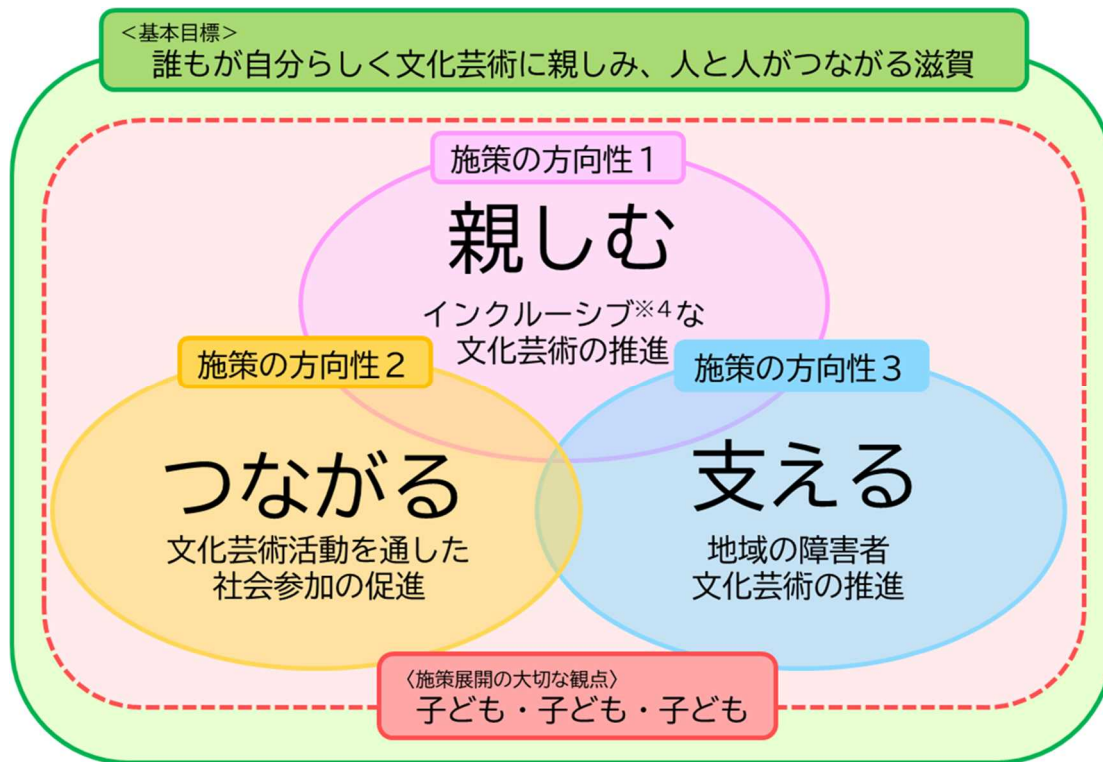 ＜基本目標＞
誰もが自分らしく文化芸術に親しみ、人と人がつながる滋賀
施策の方向性１
親しむ
インクルーシブ※４な
文化芸術の推進
施策の方向性２
つながる
文化芸術活動を通した
社会参加の促進
施策の方向性３
支える
地域の障害者
文化芸術の推進
〈施策展開の大切な観点〉
子ども・子ども・子ども